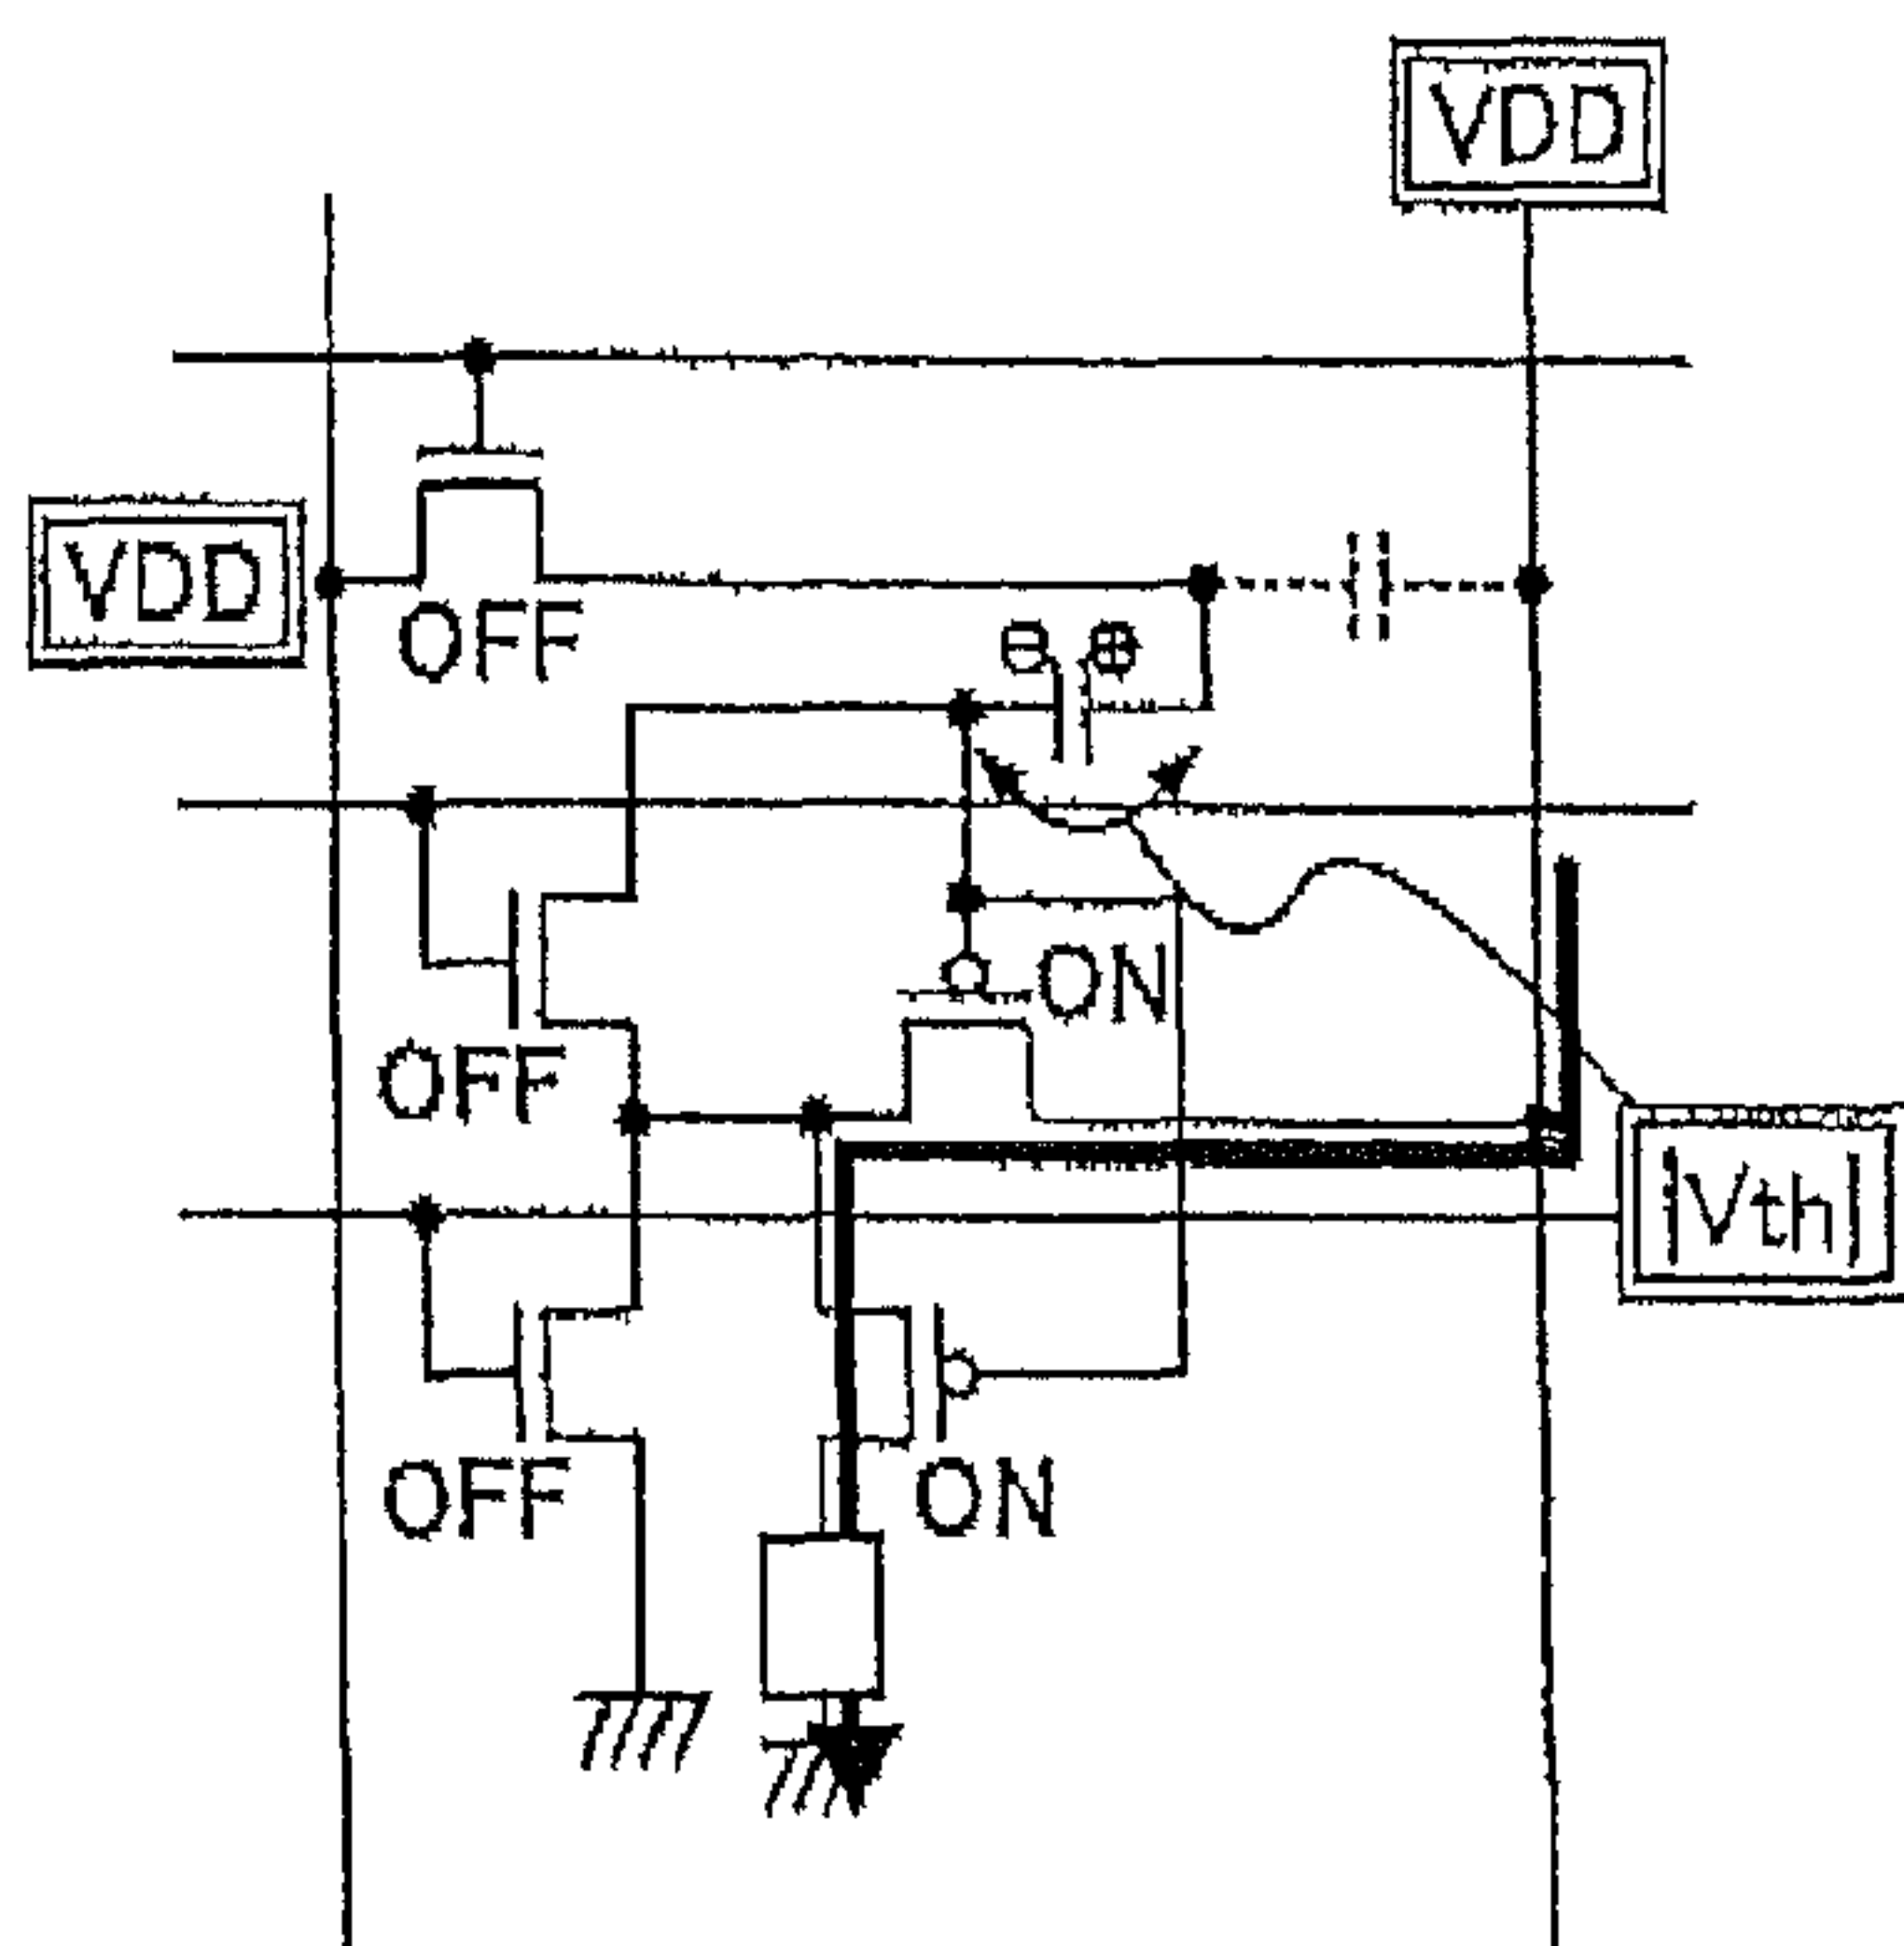 VDD
VDD
OFF
⊖ ⊕
ON
OFF
|Vth|
OFF
ON